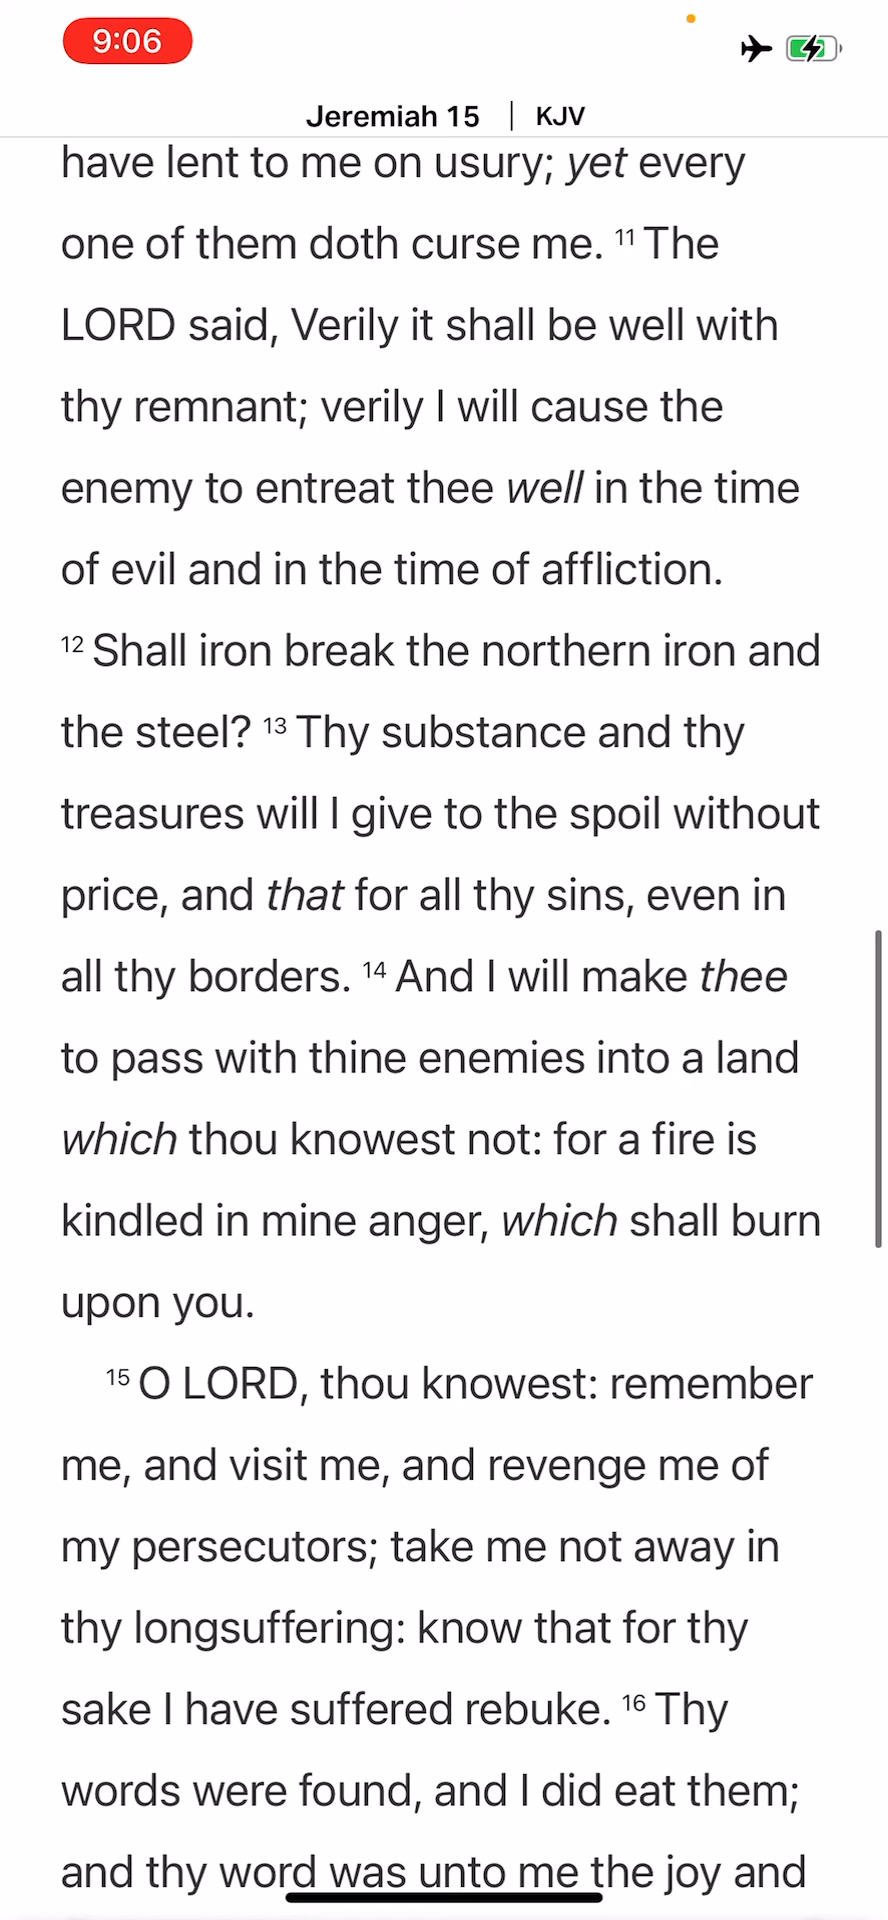 9:06
Jeremiah 15 | KJV
have lent to me on usury; yet every
one of them doth curse me. 11 The
LORD said, Verily it shall be well with
thy remnant; verily I will cause the
enemy to entreat thee well in the time
of evil and in the time of affliction.
12 Shall iron break the northern iron and
the steel? 13 Thy substance and thy
treasures will I give to the spoil without
price, and that for all thy sins, even in
all thy borders. 14 And I will make thee
to pass with thine enemies into a land
which thou knowest not: for a fire is
kindled in mine anger, which shall burn
upon you.
15 O LORD, thou knowest: remember
me, and visit me, and revenge me of
my persecutors; take me not away in
thy longsuffering: know that for thy
sake I have suffered rebuke. 16 Thy
words were found, and I did eat them;
and thy word was unto me the joy and